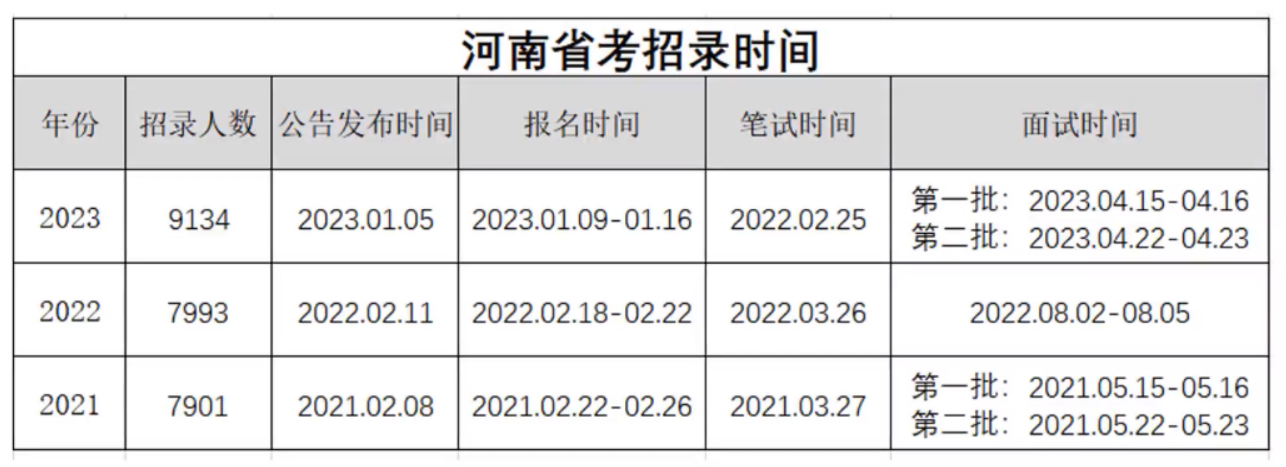 河南省考招录时间
年份 招录人数 公告发布时间 报名时间 笔试时间 面试时间
2023 9134 2023.01.05 2023.01.09-01.16 2022.02.25 第一批：2023.04.15-04.16
第二批：2023.04.22-04.23
2022 7993 2022.02.11 2022.02.18-02.22 2022.03.26 2022.08.02-08.05
2021 7901 2021.02.08 2021.02.22-02.26 2021.03.27 第一批：2021.05.15-05.16
第二批：2021.05.22-05.23